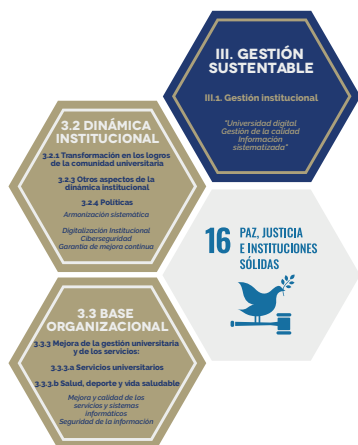 III. GESTIÓN
SUSTENTABLE
III.1. Gestión institucional
"Universidad digital
Gestión de la calidad
Información
sistematizada"
3.2 DINÁMICA
INSTITUCIONAL
3.2.1 Transformación en los logros
de la comunidad universitaria
3.2.3 Otros aspectos de la
dinámica institucional
3.2.4 Políticas
Armonización sistemática
Digitalización Institucional
Ciberseguridad
Garantía de mejora continua
16 PAZ, JUSTICIA
E INSTITUCIONES
SÓLIDAS
3.3 BASE
ORGANIZACIONAL
3.3.3 Mejora de la gestión universitaria
y de los servicios:
3.3.3.a Servicios universitarios
3.3.3.b Salud, deporte y vida saludable
Mejora y calidad de los
servicios y sistemas
informáticos
Seguridad de la información